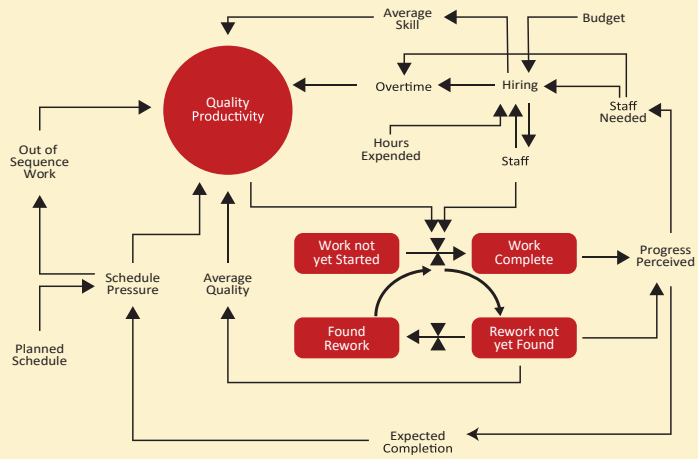 Average
Skill
Budget
Quality
Productivity
Overtime
Hiring
Staff
Needed
Out of
Sequence
Work
Hours
Expended
Staff
Work not
yet Started
Work
Complete
Progress
Perceived
Schedule
Pressure
Average
Quality
Found
Rework
Rework not
yet Found
Planned
Schedule
Expected
Completion